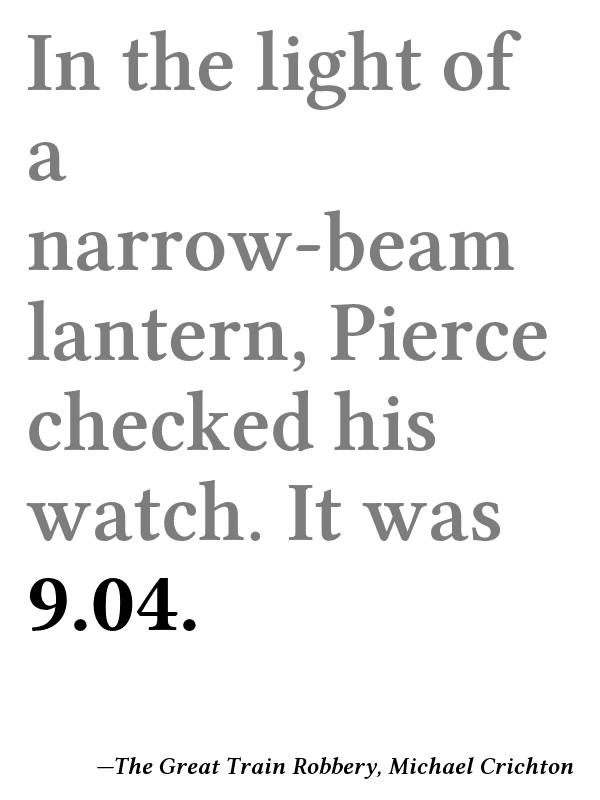 In the light of
a
narrow-beam
lantern, Pierce
checked his
watch. It was
9.04.
—The Great Train Robbery, Michael Crichton